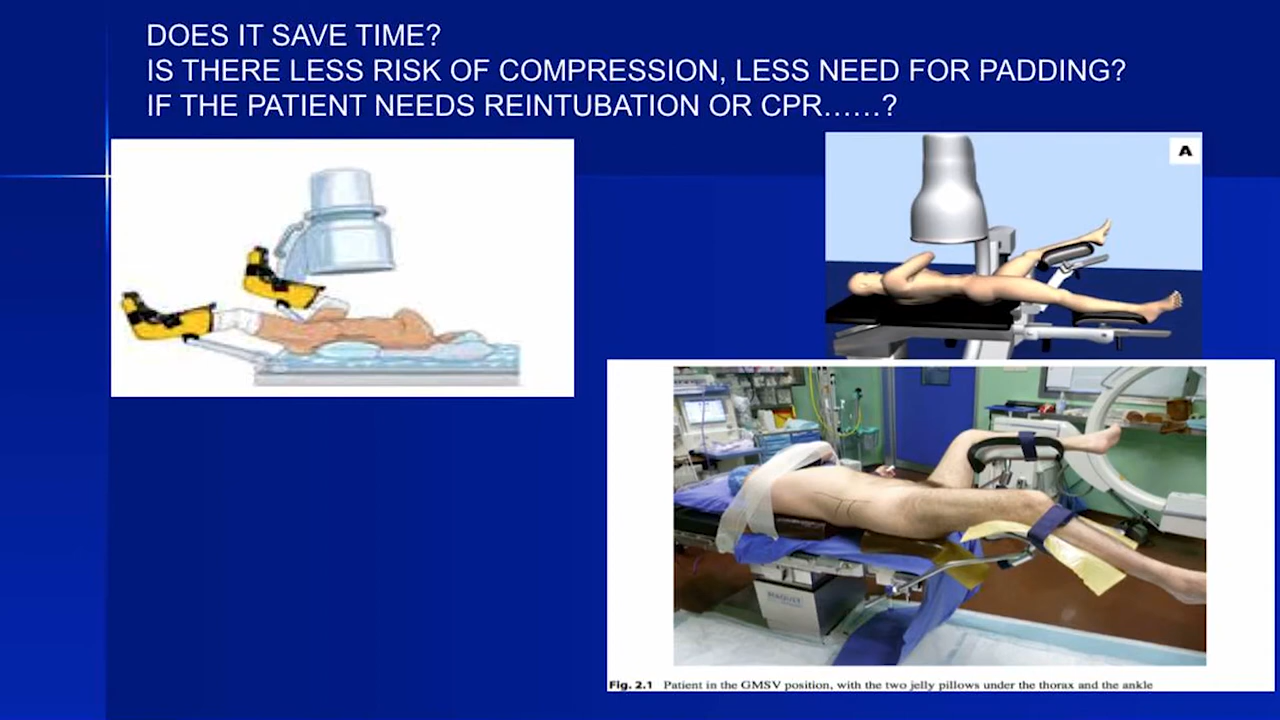 DOES IT SAVE TIME?
IS THERE LESS RISK OF COMPRESSION, LESS NEED FOR PADDING?
IF THE PATIENT NEEDS REINTUBATION OR CPR……?
A
MAQUET
Fig. 2.1 Patient in the GMSV position, with the two jelly pillows under the thorax and the ankle